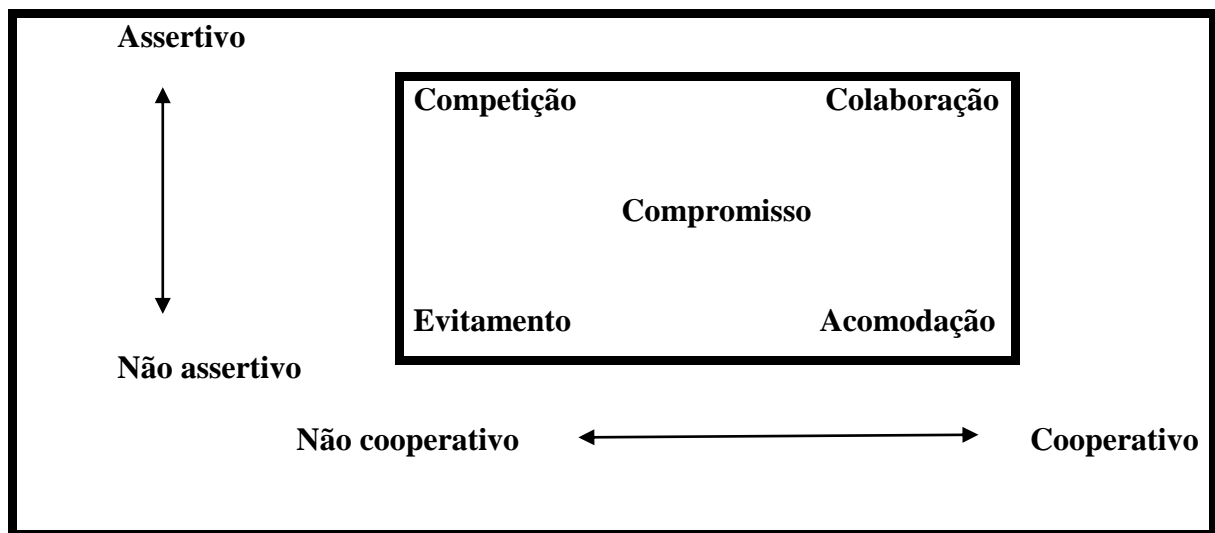 Assertivo
Competição Colaboração
Compromisso
Evitamento Acomodação
Não assertivo
Não cooperativo Cooperativo